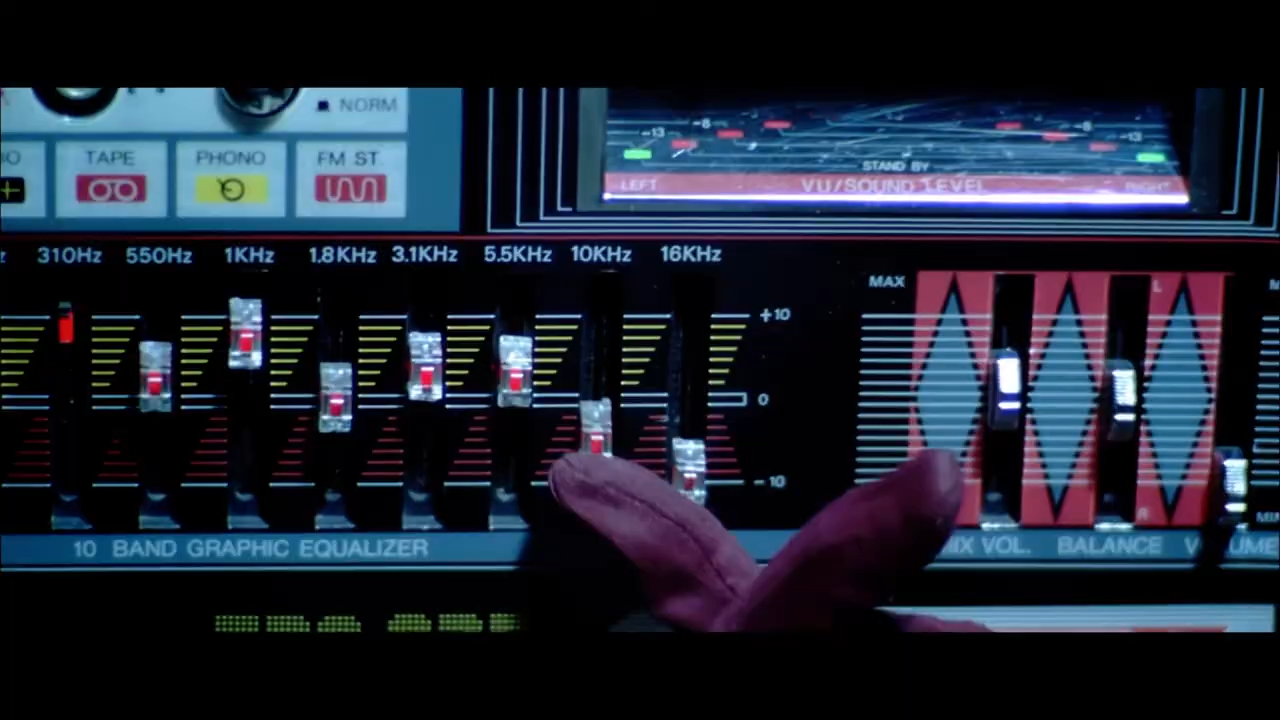 NORM
TAPE PHONO FM ST.
-13 -8 -8 -13
STAND BY
LEFT VU/SOUND LEVEL RIGHT
310Hz 550Hz 1KHz 1.8KHz 3.1KHz 5.5KHz 10KHz 16KHz
MAX L
+10
0
-10
R
10 BAND GRAPHIC EQUALIZER
VOL. BALANCE